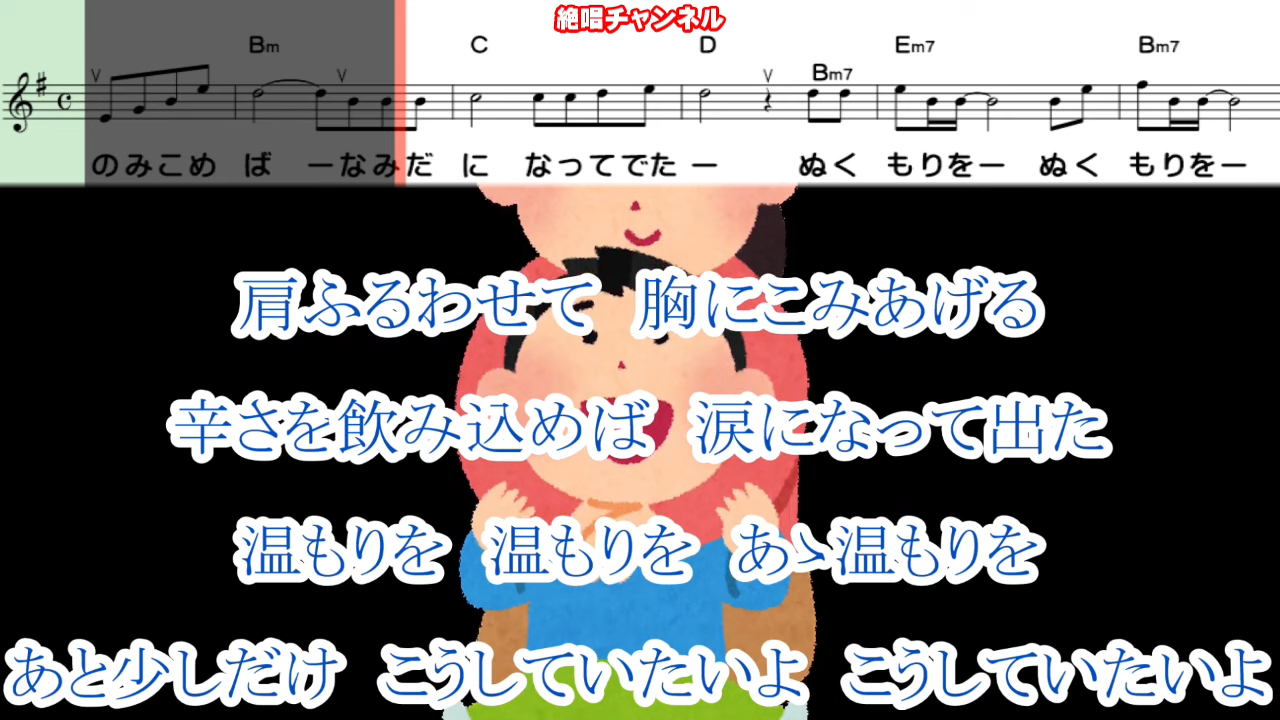 絶唱チャンネル
Bm C D Bm7 Em7 Bm7
のみこめ ば ーなみだ に なってでた ー ぬく もりをー ぬく もりをー
肩ふるわせて 胸にこみあげる
辛さを飲み込めば 涙になって出た
温もりを 温もりを あゝ温もりを
あと少しだけ こうしていたいよ こうしていたいよ